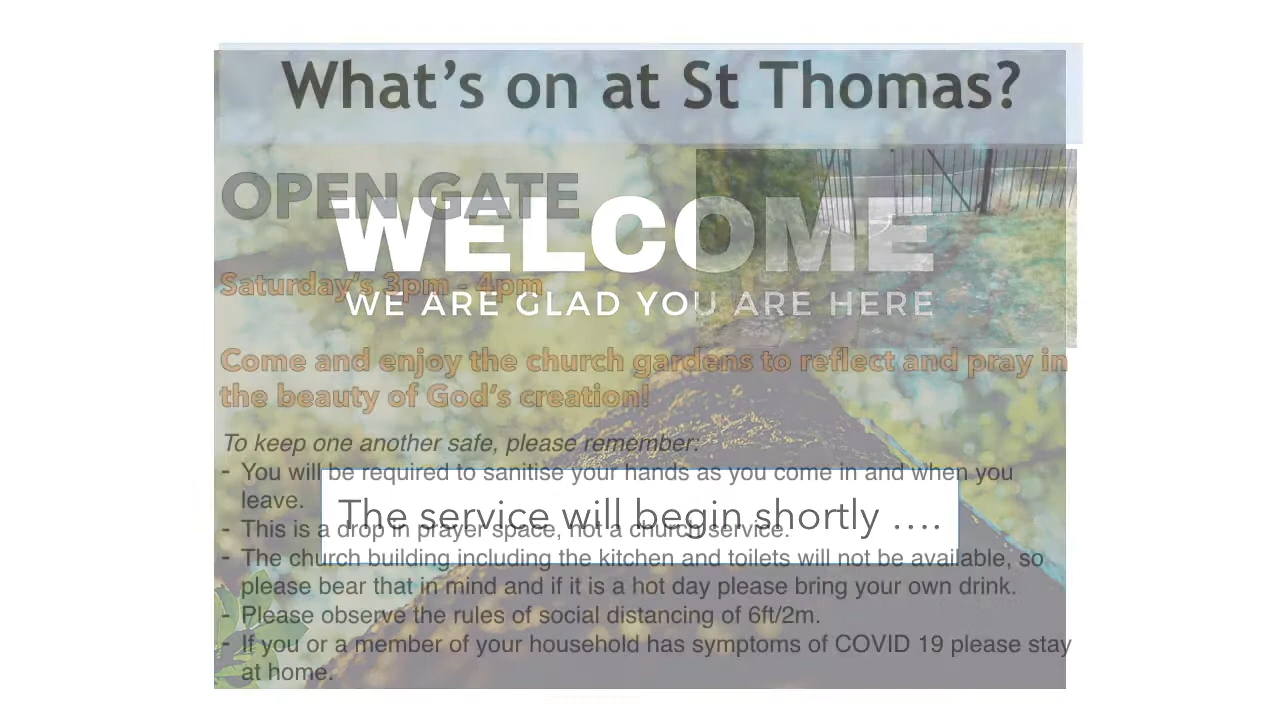 What's on at St Thomas?
OPEN GATE
WELCOME
Saturday's 3pm - 4pm
WE ARE GLAD YOU ARE HERE
Come and enjoy the church gardens to reflect and pray in
the beauty of God's creation!
To keep one another safe, please remember:
- You will be required to sanitise your hands as you come in and when you
leave.
The service will begin shortly ....
- This is a drop in prayer space, not a church service.
- The church building including the kitchen and toilets will not be available, so
please bear that in mind and if it is a hot day please bring your own drink.
- Please observe the rules of social distancing of 6ft/2m.
- If you or a member of your household has symptoms of COVID 19 please stay
at home.